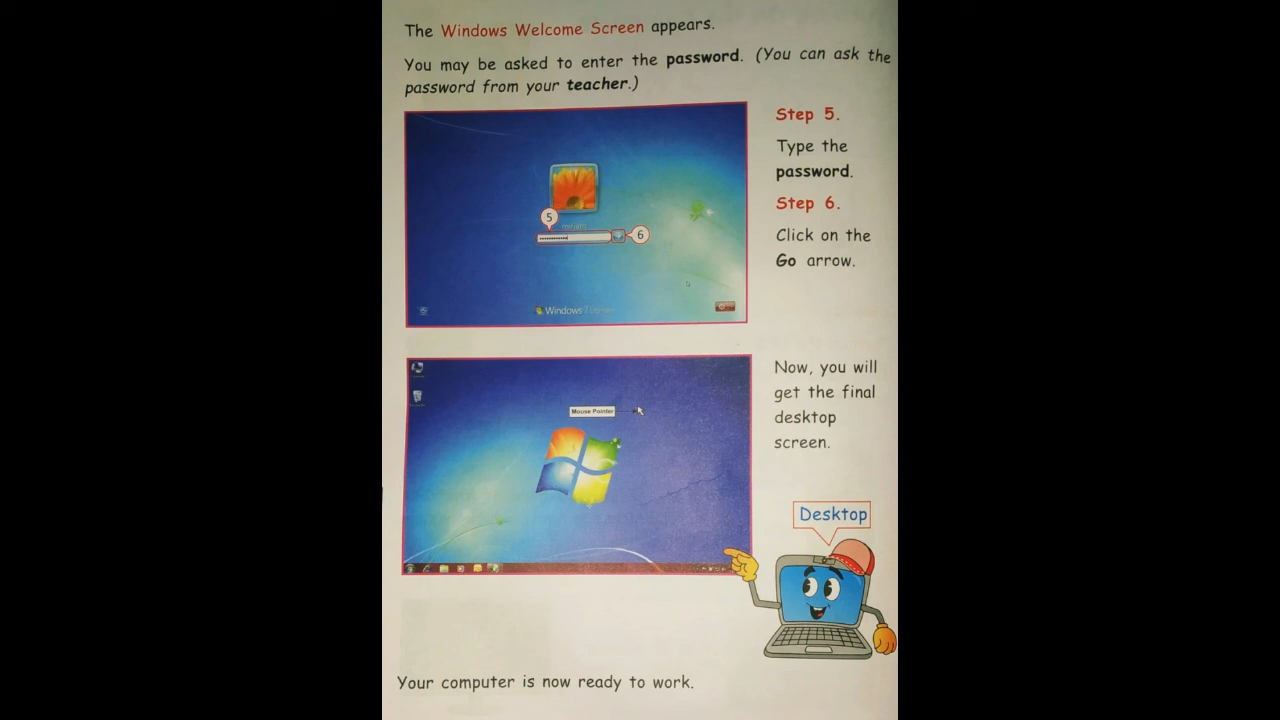 The Windows Welcome Screen appears.
You may be asked to enter the password. (You can ask the
password from your teacher.)
Step 5.
Type the
password.
Step 6.
Click on the
Go arrow.
5
6
Windows 7
Now, you will
get the final
desktop
screen.
Mouse Pointer
Desktop
Your computer is now ready to work.